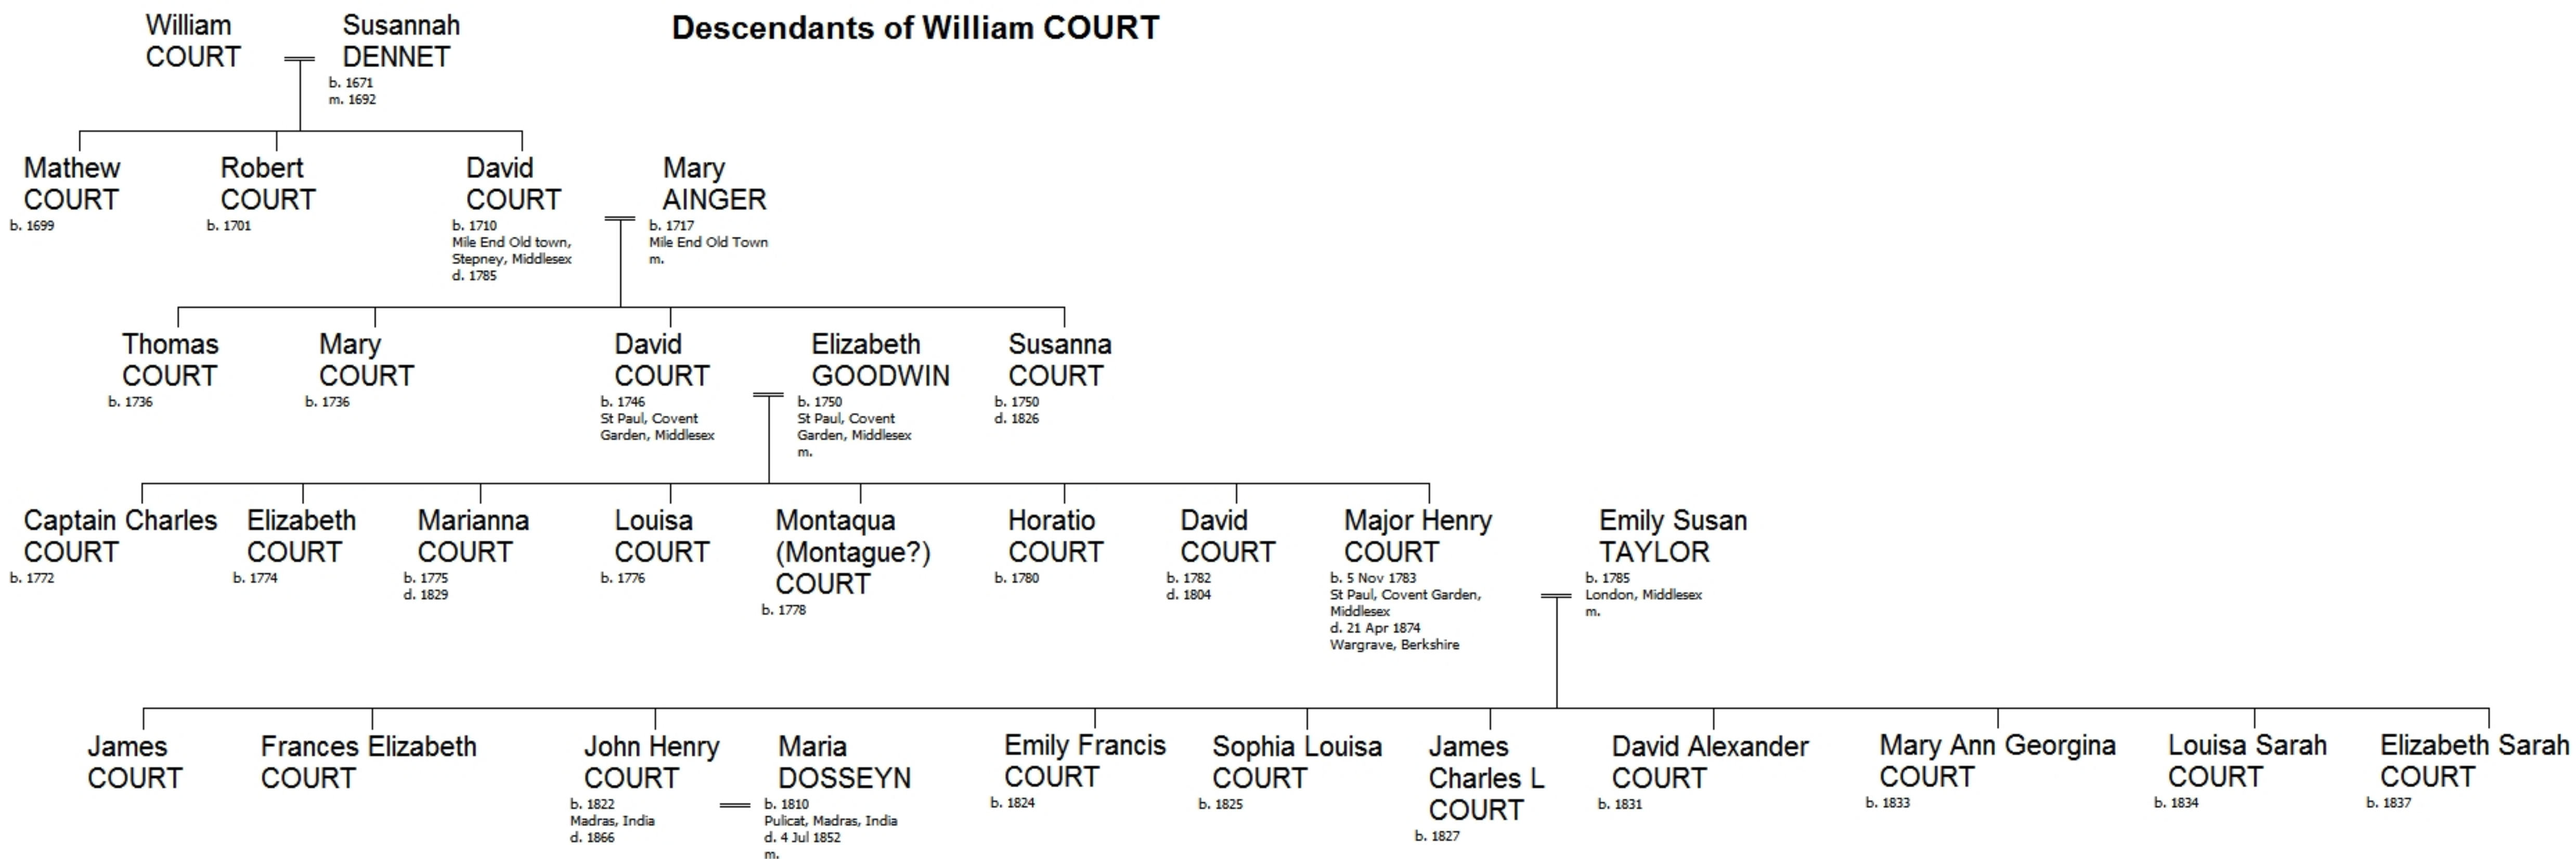 Descendants of William COURT
William
COURT
Susannah
DENNET
b. 1671
m. 1692
Mathew
COURT
b. 1699
Robert
COURT
b. 1701
David
COURT
b. 1710
Mile End Old town,
Stepney, Middlesex
d. 1785
Mary
AINGER
b. 1717
Mile End Old Town
m.
Thomas
COURT
b. 1736
Mary
COURT
b. 1736
David
COURT
b. 1746
St Paul, Covent
Garden, Middlesex
Elizabeth
GOODWIN
b. 1750
St Paul, Covent
Garden, Middlesex
m.
Susanna
COURT
b. 1750
d. 1826
Captain Charles
COURT
b. 1772
Elizabeth
COURT
b. 1774
Marianna
COURT
b. 1775
d. 1829
Louisa
COURT
b. 1776
Montaqua
(Montague?)
COURT
b. 1778
Horatio
COURT
b. 1780
David
COURT
b. 1782
d. 1804
Major Henry
COURT
b. 5 Nov 1783
St Paul, Covent Garden,
Middlesex
d. 21 Apr 1874
Wargrave, Berkshire
Emily Susan
TAYLOR
b. 1785
London, Middlesex
m.
James
COURT
Frances Elizabeth
COURT
John Henry
COURT
b. 1822
Madras, India
d. 1866
Maria
DOSSEYN
b. 1810
Pulicat, Madras, India
d. 4 Jul 1852
m.
Emily Francis
COURT
b. 1824
Sophia Louisa
COURT
b. 1825
James
Charles L
COURT
b. 1827
David Alexander
COURT
b. 1831
Mary Ann Georgina
COURT
b. 1833
Louisa Sarah
COURT
b. 1834
Elizabeth Sarah
COURT
b. 1837